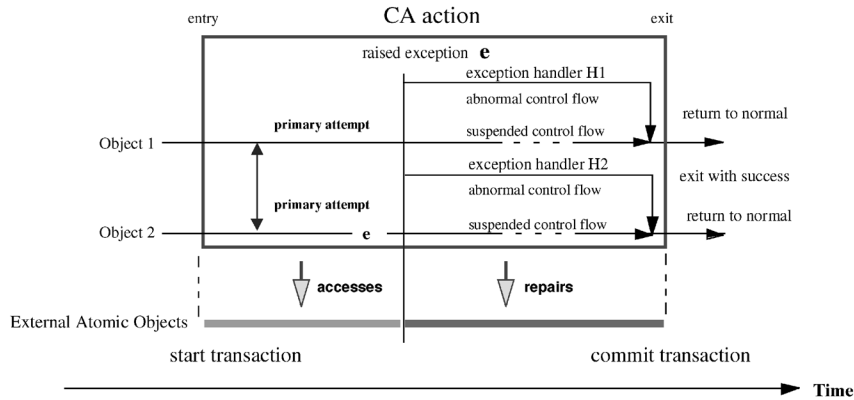 entry CA action exit
raised exception e
exception handler H1
abnormal control flow
return to normal
primary attempt
suspended control flow
Object 1
exception handler H2
exit with success
abnormal control flow
primary attempt
return to normal
suspended control flow
Object 2
e
accesses
repairs
External Atomic Objects
start transaction
commit transaction
Time